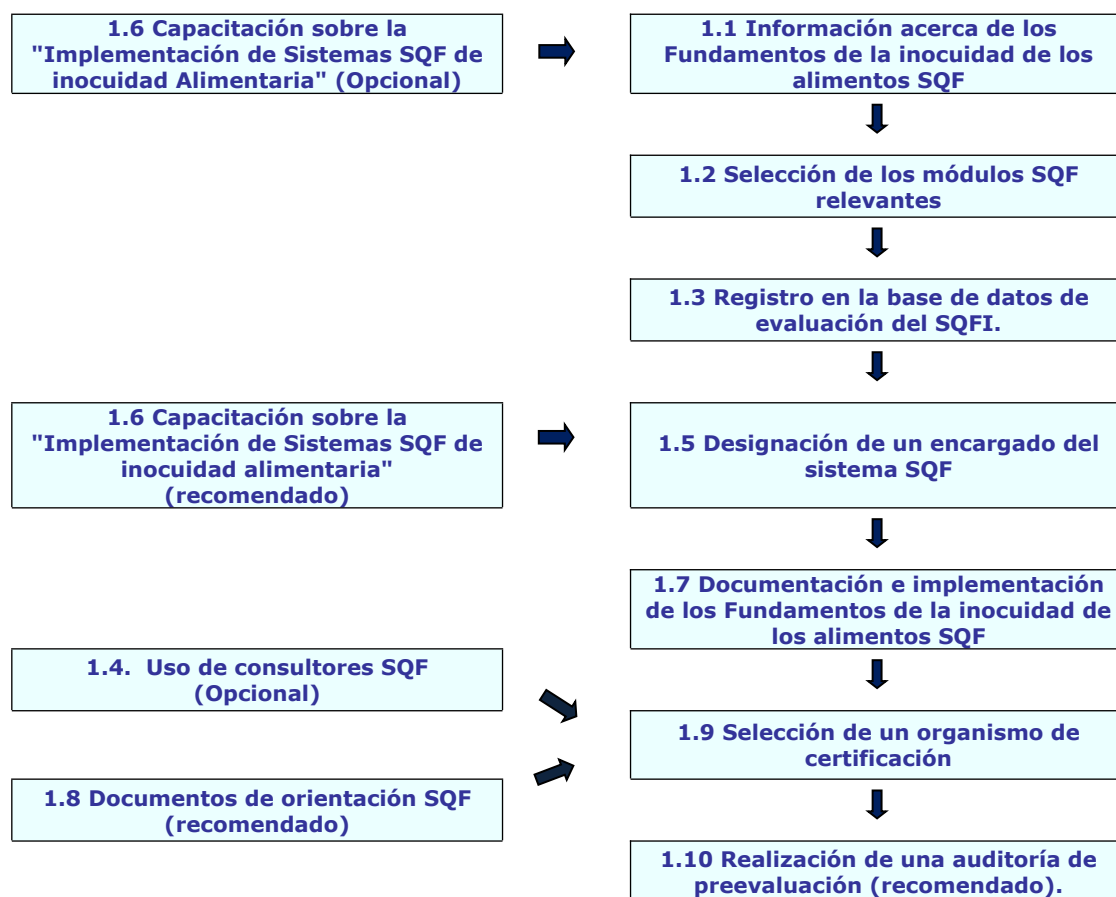 1.6 Capacitación sobre la
"Implementación de Sistemas SQF de
inocuidad Alimentaria" (Opcional)
1.1 Información acerca de los
Fundamentos de la inocuidad de los
alimentos SQF
1.2 Selección de los módulos SQF
relevantes
1.3 Registro en la base de datos de
evaluación del SQFI.
1.6 Capacitación sobre la
"Implementación de Sistemas SQF de
inocuidad alimentaria"
(recomendado)
1.5 Designación de un encargado del
sistema SQF
1.7 Documentación e implementación
de los Fundamentos de la inocuidad de
los alimentos SQF
1.4. Uso de consultores SQF
(Opcional)
1.9 Selección de un organismo de
certificación
1.8 Documentos de orientación SQF
(recomendado)
1.10 Realización de una auditoría de
preevaluación (recomendado).